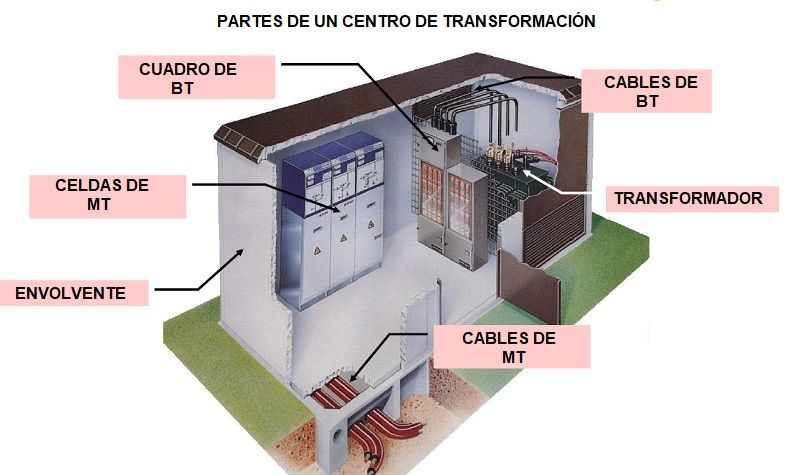 PARTES DE UN CENTRO DE TRANSFORMACIÓN
CUADRO DE
BT
CABLES DE
BT
CELDAS DE
MT
TRANSFORMADOR
ENVOLVENTE
CABLES DE
MT